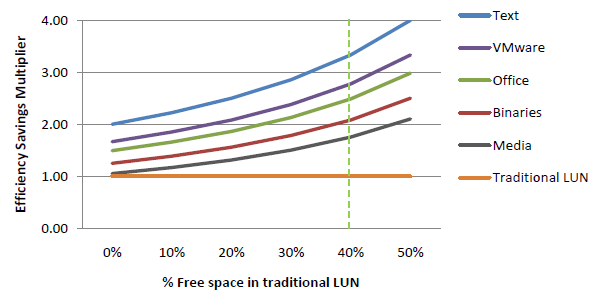 4.00
3.00
2.00
1.00
0.00
Efficiency Savings Multiplier
0% 10% 20% 30% 40% 50%
% Free space in traditional LUN
Text
VMware
Office
Binaries
Media
Traditional LUN